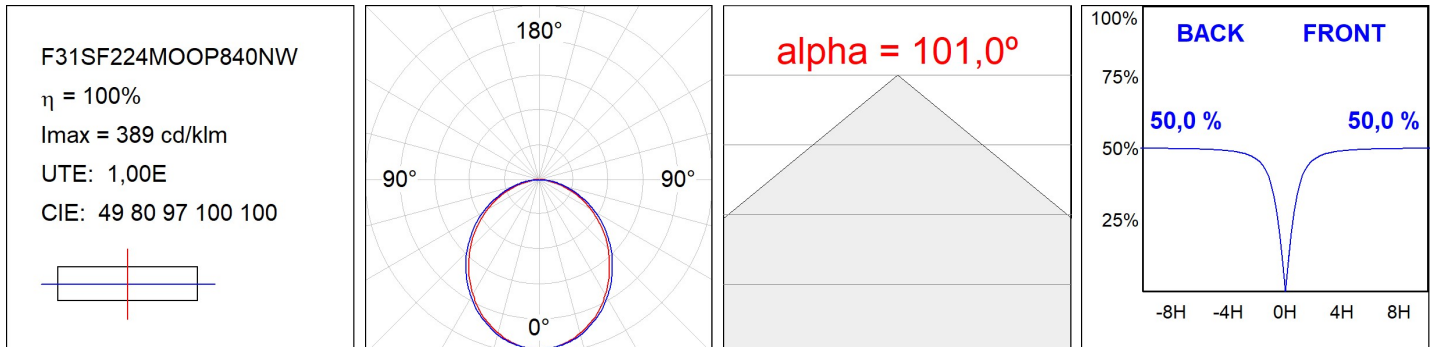 F31SF224MOOP840NW
η = 100%
Imax = 389 cd/klm
UTE: 1,00E
CIE: 49 80 97 100 100
180°
90° 90°
0°
alpha = 101,0º
100%
BACK FRONT
75%
50,0 % 50,0 %
50%
25%
-8H -4H 0H 4H 8H